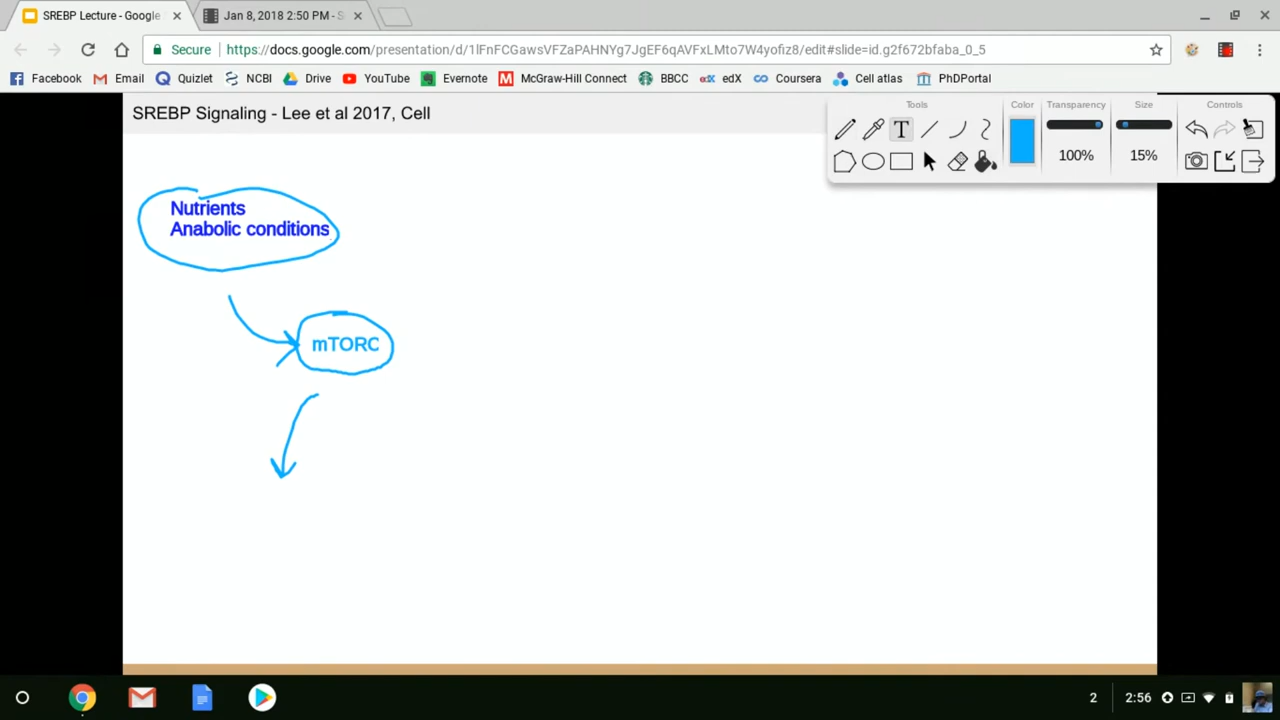 SREBP Lecture - Google
Jan 8, 2018 2:50 PM - S
Secure
https://docs.google.com/presentation/d/1lFnFCGawsVFZaPAHNYg7JgEF6qAVFxLMto7W4yofiz8/edit#slide=id.g2f672bfaba_0_5
Facebook Email Quizlet NCBI Drive YouTube Evernote McGraw-Hill Connect BBCC edX Coursera Cell atlas PhDPortal
SREBP Signaling - Lee et al 2017, Cell
Tools Color Transparency Size Controls
T
100% 15%
Nutrients
Anabolic conditions
mTORC
2 2:56